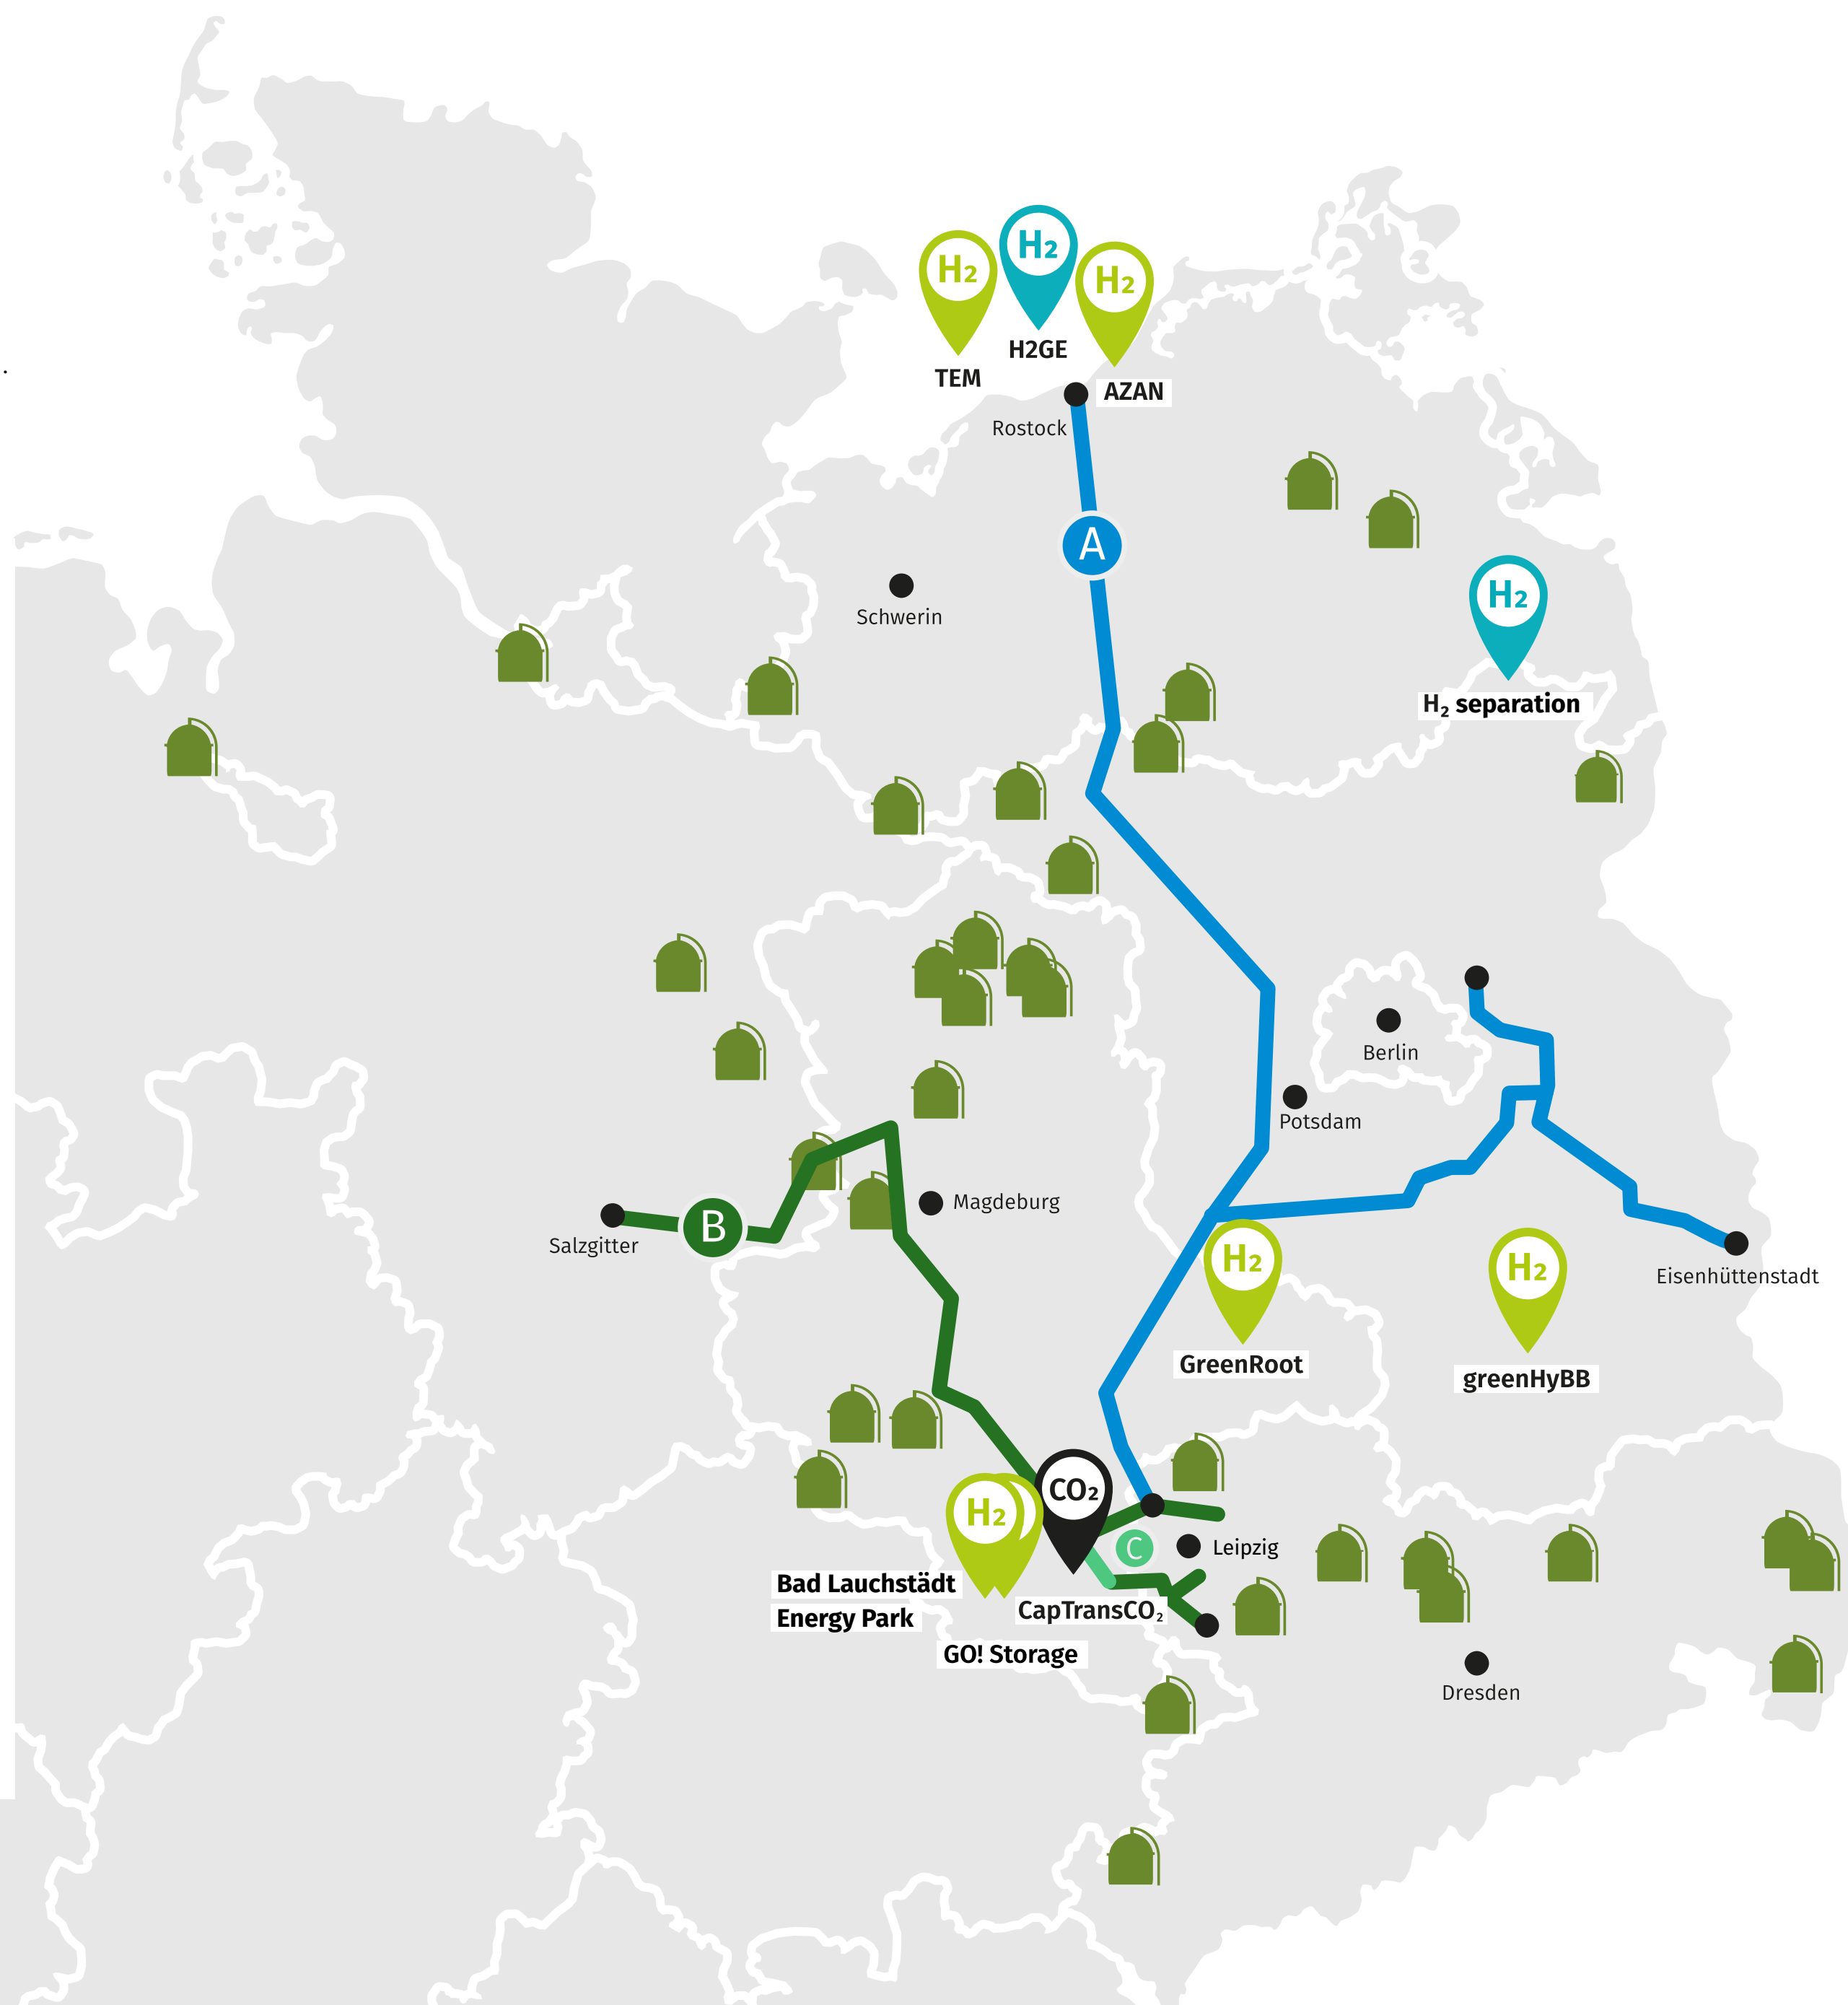 H₂
H₂
H₂
H2GE
TEM
AZAN
Rostock
A
Schwerin
H₂
H₂ separation
Berlin
Potsdam
Magdeburg
B
Salzgitter
H₂
H₂
Eisenhüttenstadt
GreenRoot
greenHyBB
CO₂
H₂
C
Leipzig
Bad Lauchstädt
Energy Park
CapTransCO₂
GO! Storage
Dresden